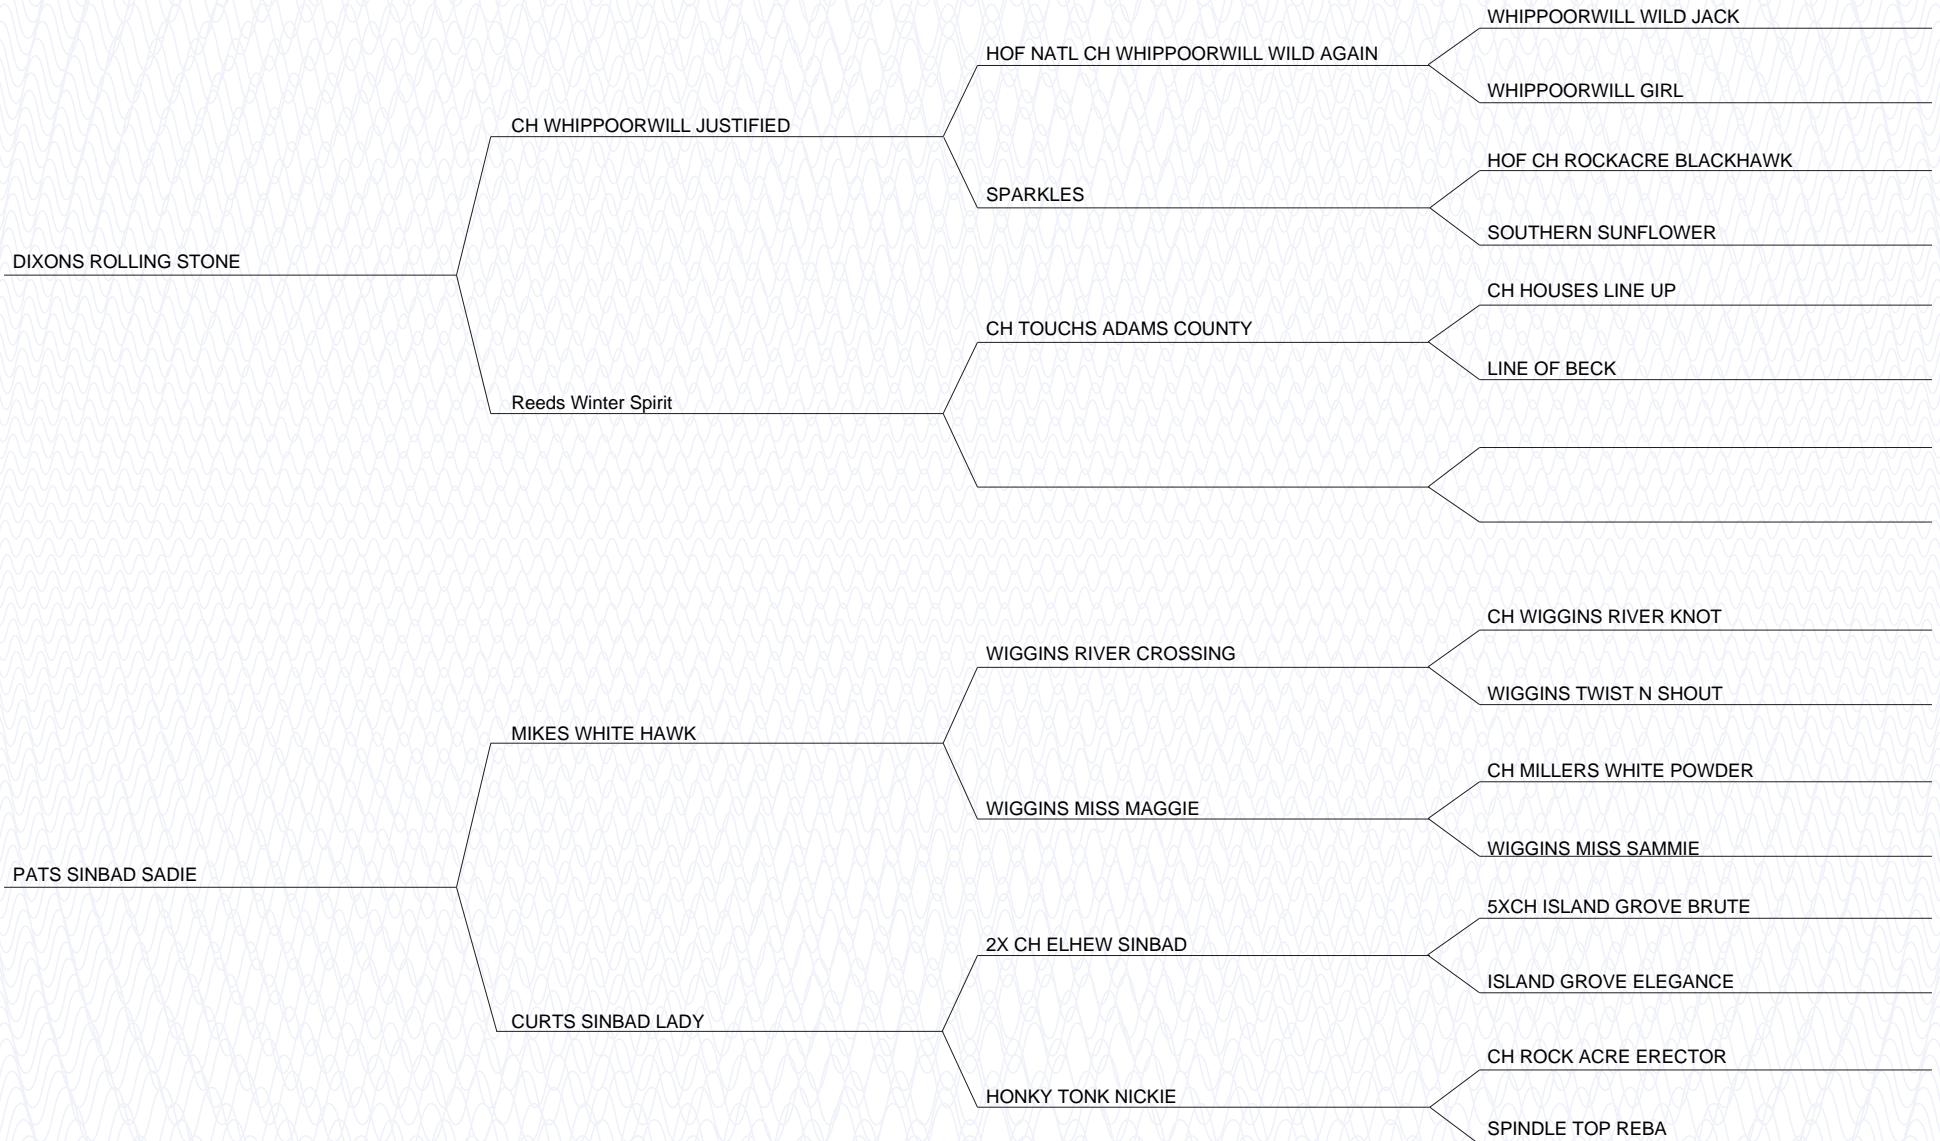 WHIPPOORWILL WILD JACK
HOF NATL CH WHIPPOORWILL WILD AGAIN
WHIPPOORWILL GIRL
CH WHIPPOORWILL JUSTIFIED
HOF CH ROCKACRE BLACKHAWK
SPARKLES
SOUTHERN SUNFLOWER
DIXONS ROLLING STONE
CH HOUSES LINE UP
CH TOUCHS ADAMS COUNTY
LINE OF BECK
Reeds Winter Spirit
CH WIGGINS RIVER KNOT
WIGGINS RIVER CROSSING
WIGGINS TWIST N SHOUT
MIKES WHITE HAWK
CH MILLERS WHITE POWDER
WIGGINS MISS MAGGIE
WIGGINS MISS SAMMIE
PATS SINBAD SADIE
5XCH ISLAND GROVE BRUTE
2X CH ELHEW SINBAD
ISLAND GROVE ELEGANCE
CURTS SINBAD LADY
CH ROCK ACRE ERECTOR
HONKY TONK NICKIE
SPINDLE TOP REBA